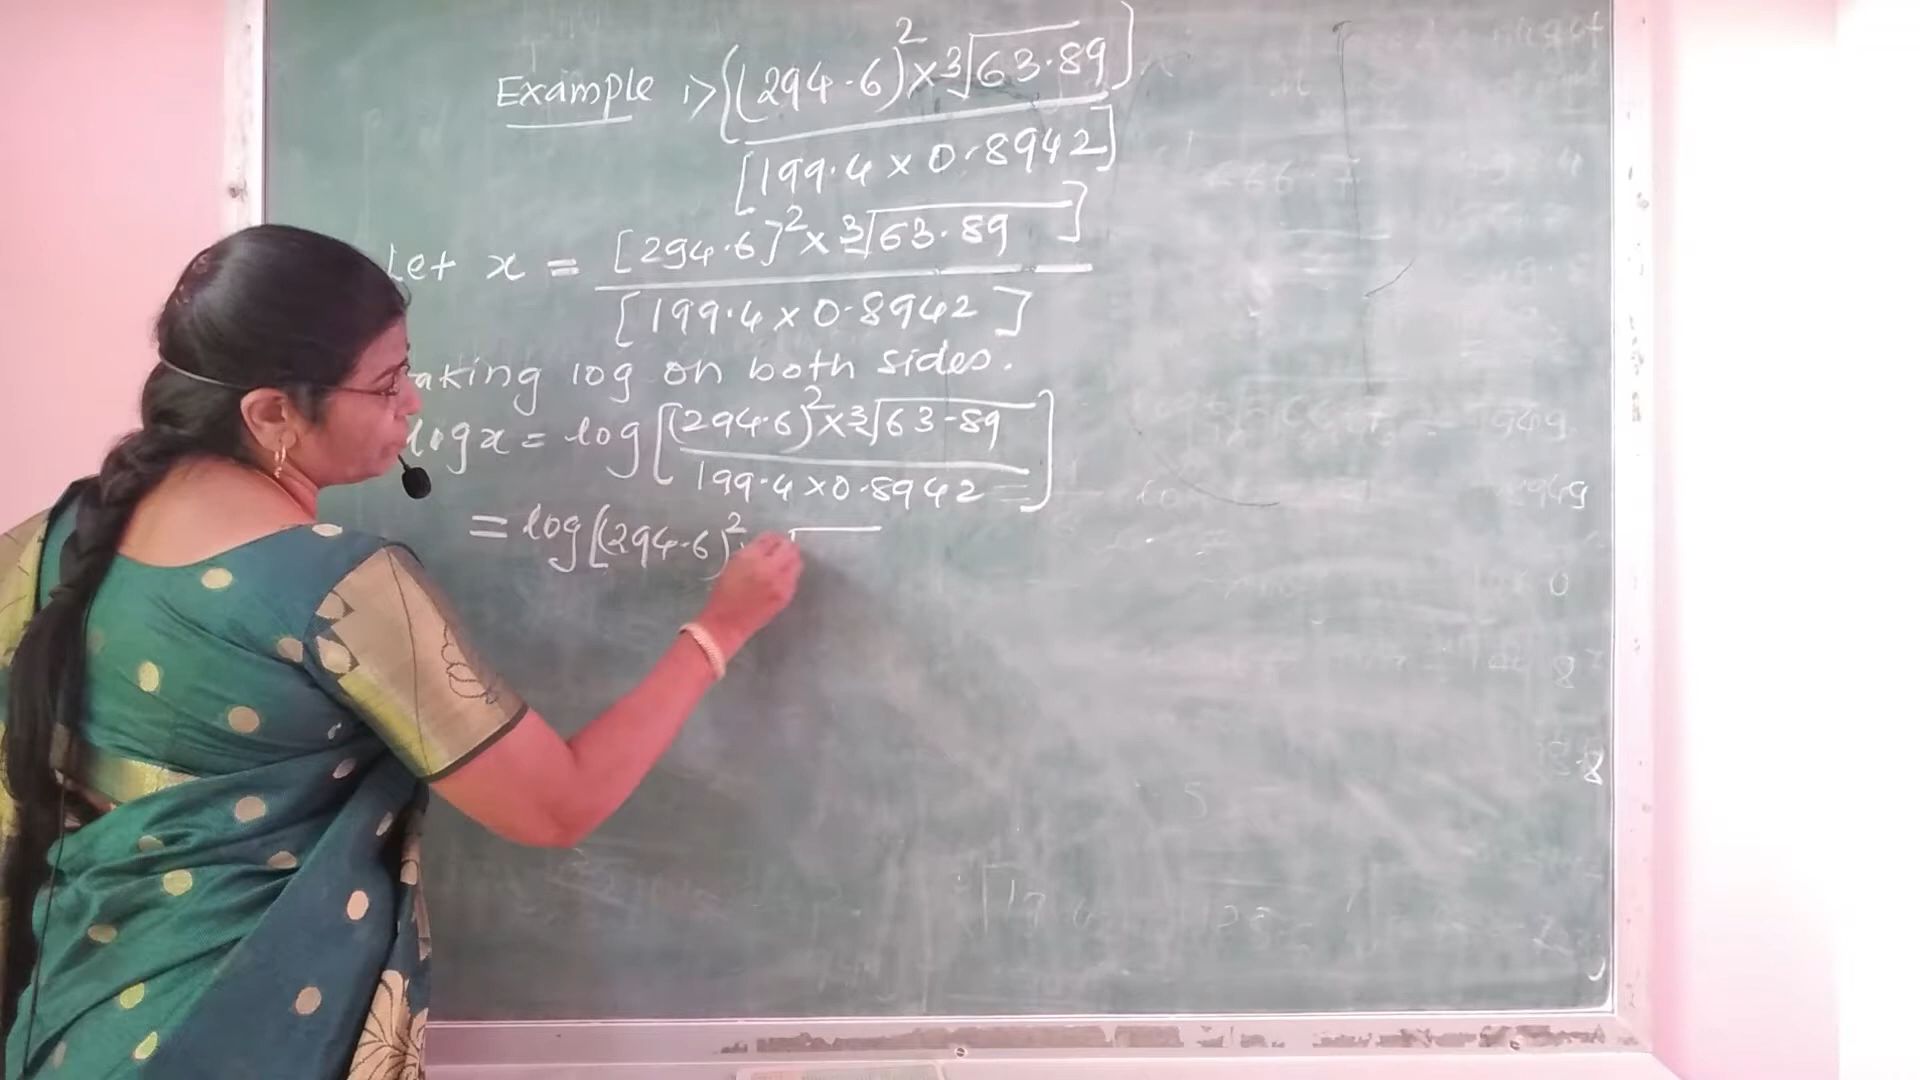 Example 1> {(294.6)² × ∛63.89]
[199.4 × 0.8942]
Let x = [294.6]² × ∛63.89]
[199.4 × 0.8942]
aking log on both sides.
log x = log [(294.6)² × ∛63-89
199.4 × 0.8942]
= log[(294.6)²